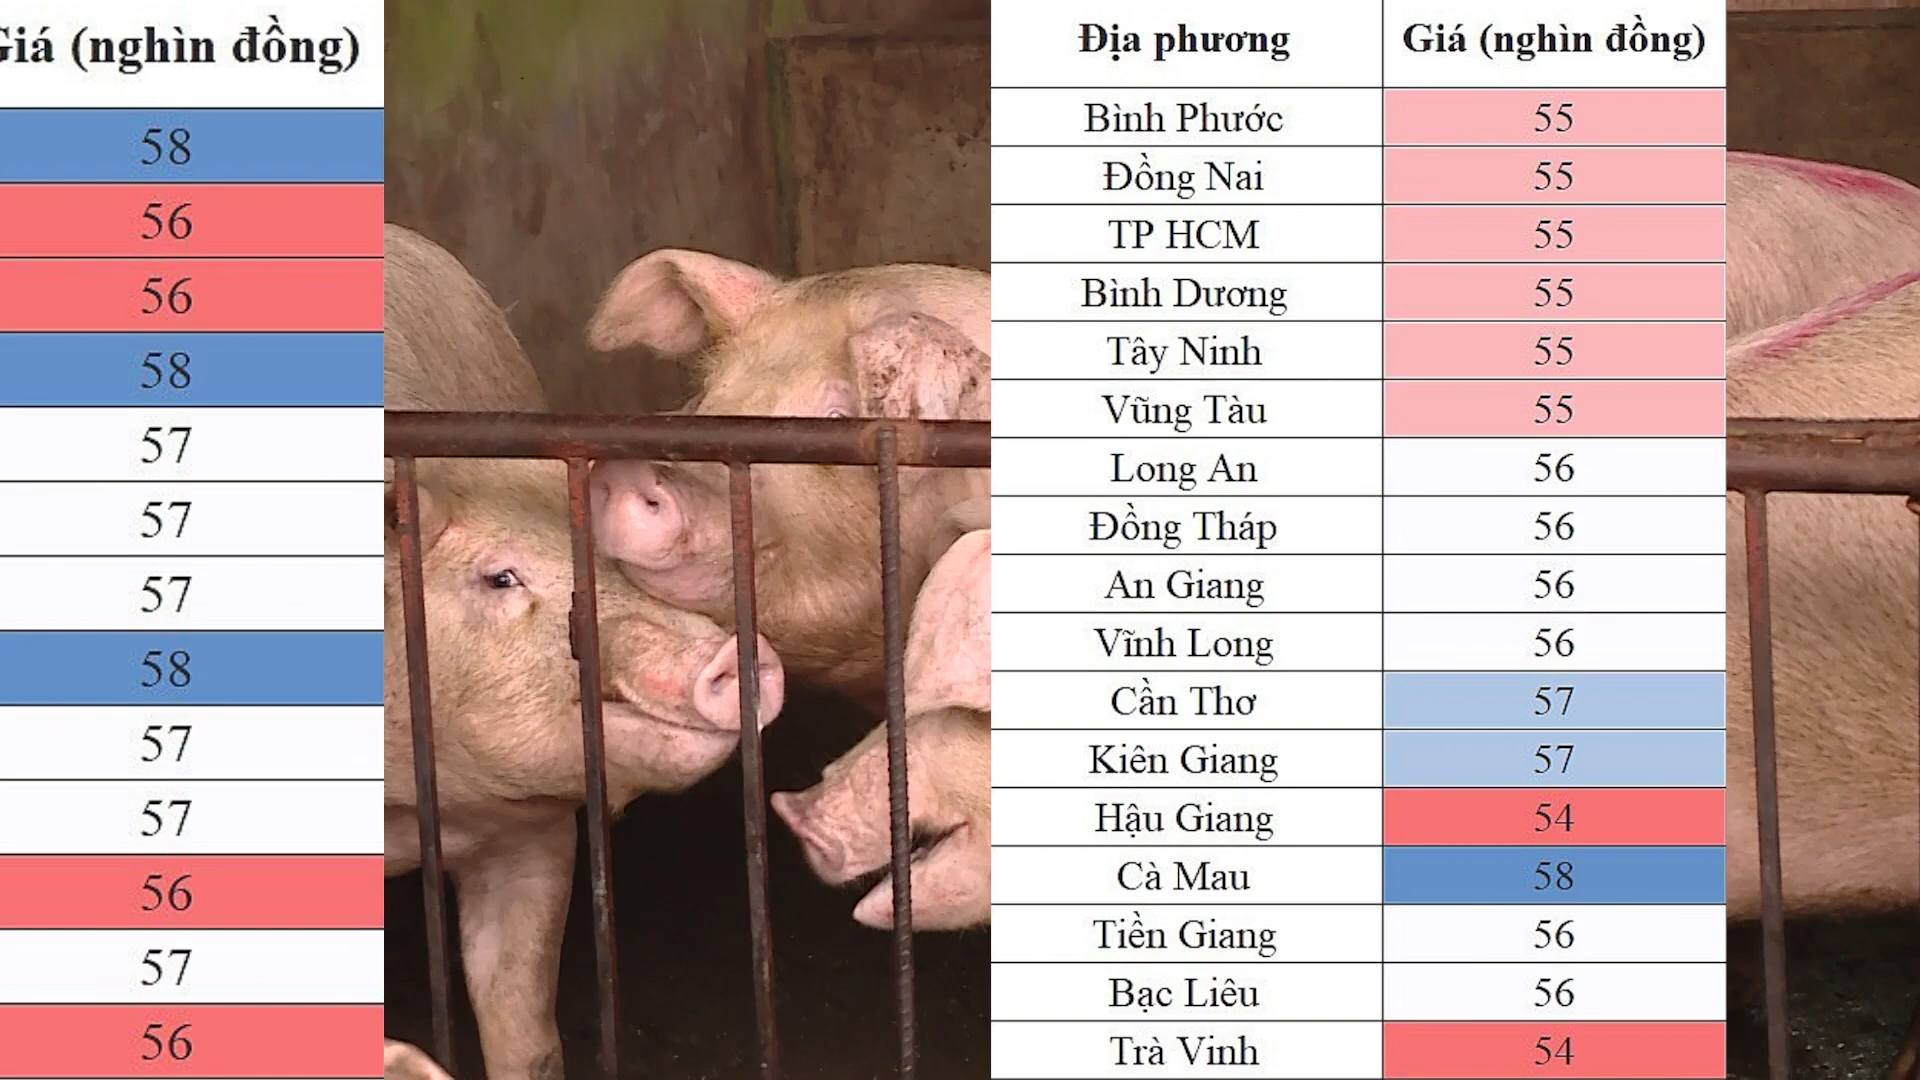 Giá (nghìn đồng)
58
56
56
58
57
57
57
58
57
57
56
57
56
Địa phương Giá (nghìn đồng)
Bình Phước 55
Đồng Nai 55
TP HCM 55
Bình Dương 55
Tây Ninh 55
Vũng Tàu 55
Long An 56
Đồng Tháp 56
An Giang 56
Vĩnh Long 56
Cần Thơ 57
Kiên Giang 57
Hậu Giang 54
Cà Mau 58
Tiền Giang 56
Bạc Liêu 56
Trà Vinh 54